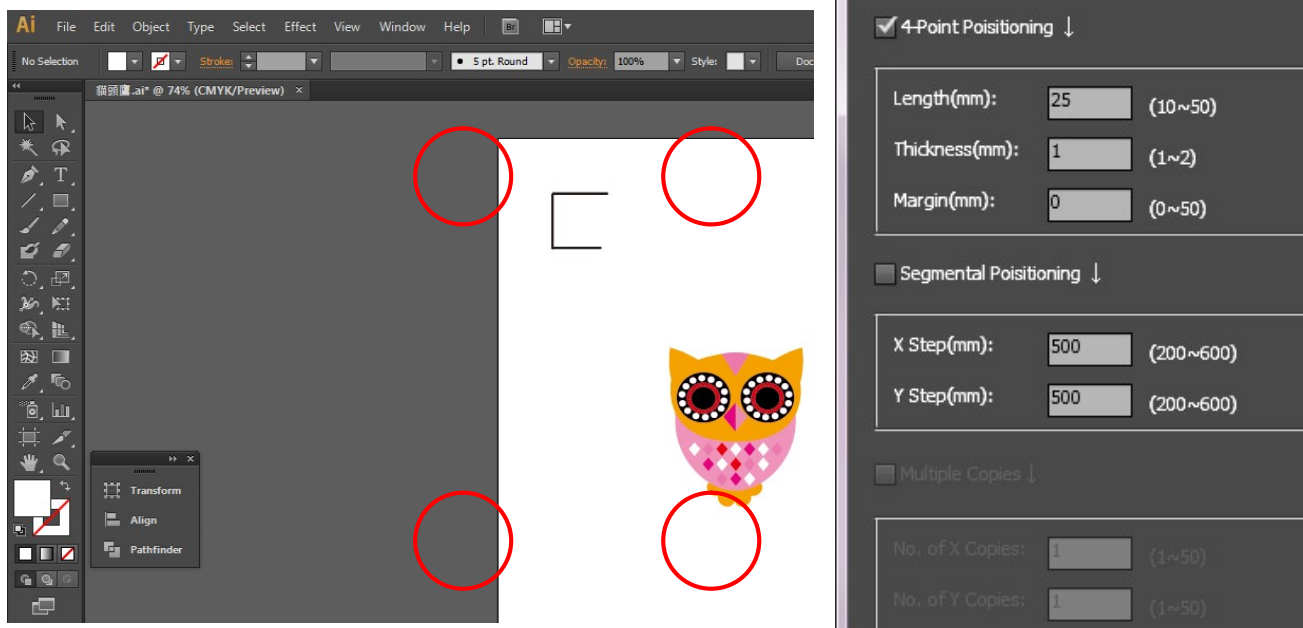 Ai File Edit Object Type Select Effect View Window Help Br
No Selection Stroke: 5 pt. Round Opacity: 100% Style: Doc
貓頭鷹.ai* @ 74% (CMYK/Preview) ×
T
Transform
Align
Pathfinder
4-Point Poisitioning ↓
Length(mm): 25 (10~50)
Thickness(mm): 1 (1~2)
Margin(mm): 0 (0~50)
Segmental Poisitioning ↓
X Step(mm): 500 (200~600)
Y Step(mm): 500 (200~600)
Multiple Copies ↓
No. of X Copies: 1 (1~50)
No. of Y Copies: 1 (1~50)